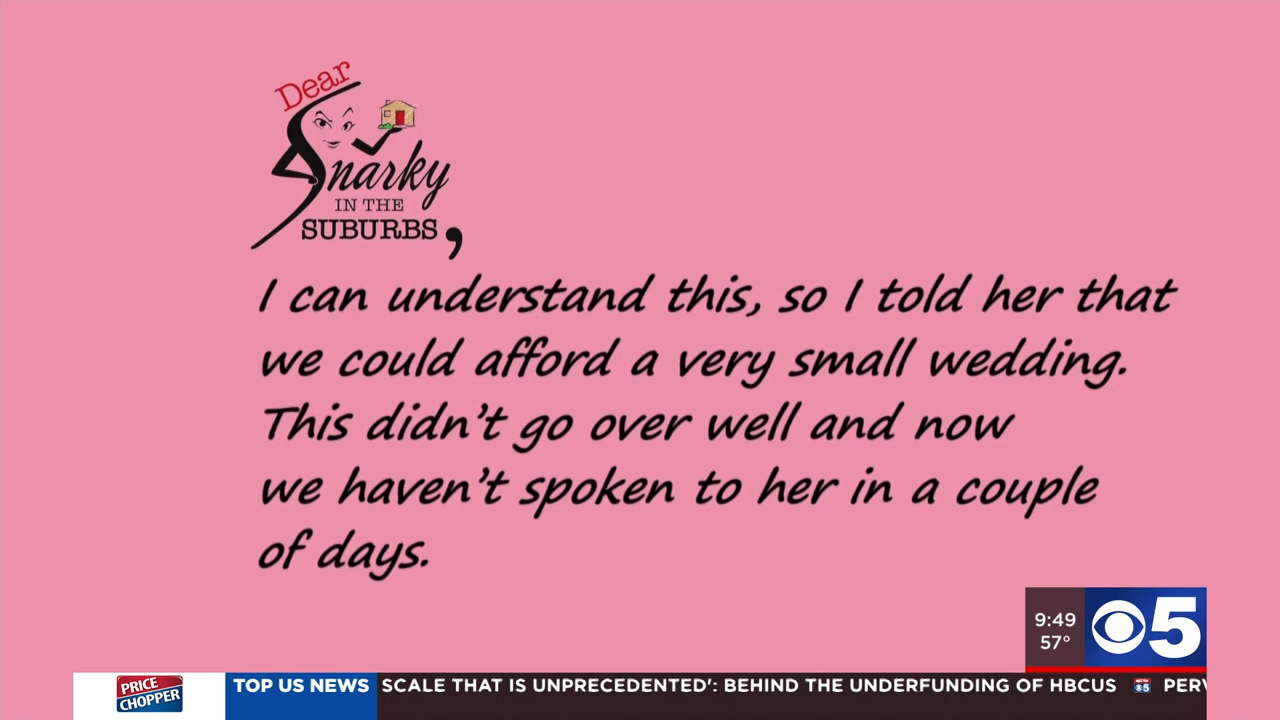 Dear
Snarky
IN THE
SUBURBS,
I can understand this, so I told her that
we could afford a very small wedding.
This didn't go over well and now
we haven't spoken to her in a couple
of days.
9:49
57°
5
PRICE
CHOPPER
TOP US NEWS
SCALE THAT IS UNPRECEDENTED': BEHIND THE UNDERFUNDING OF HBCUS